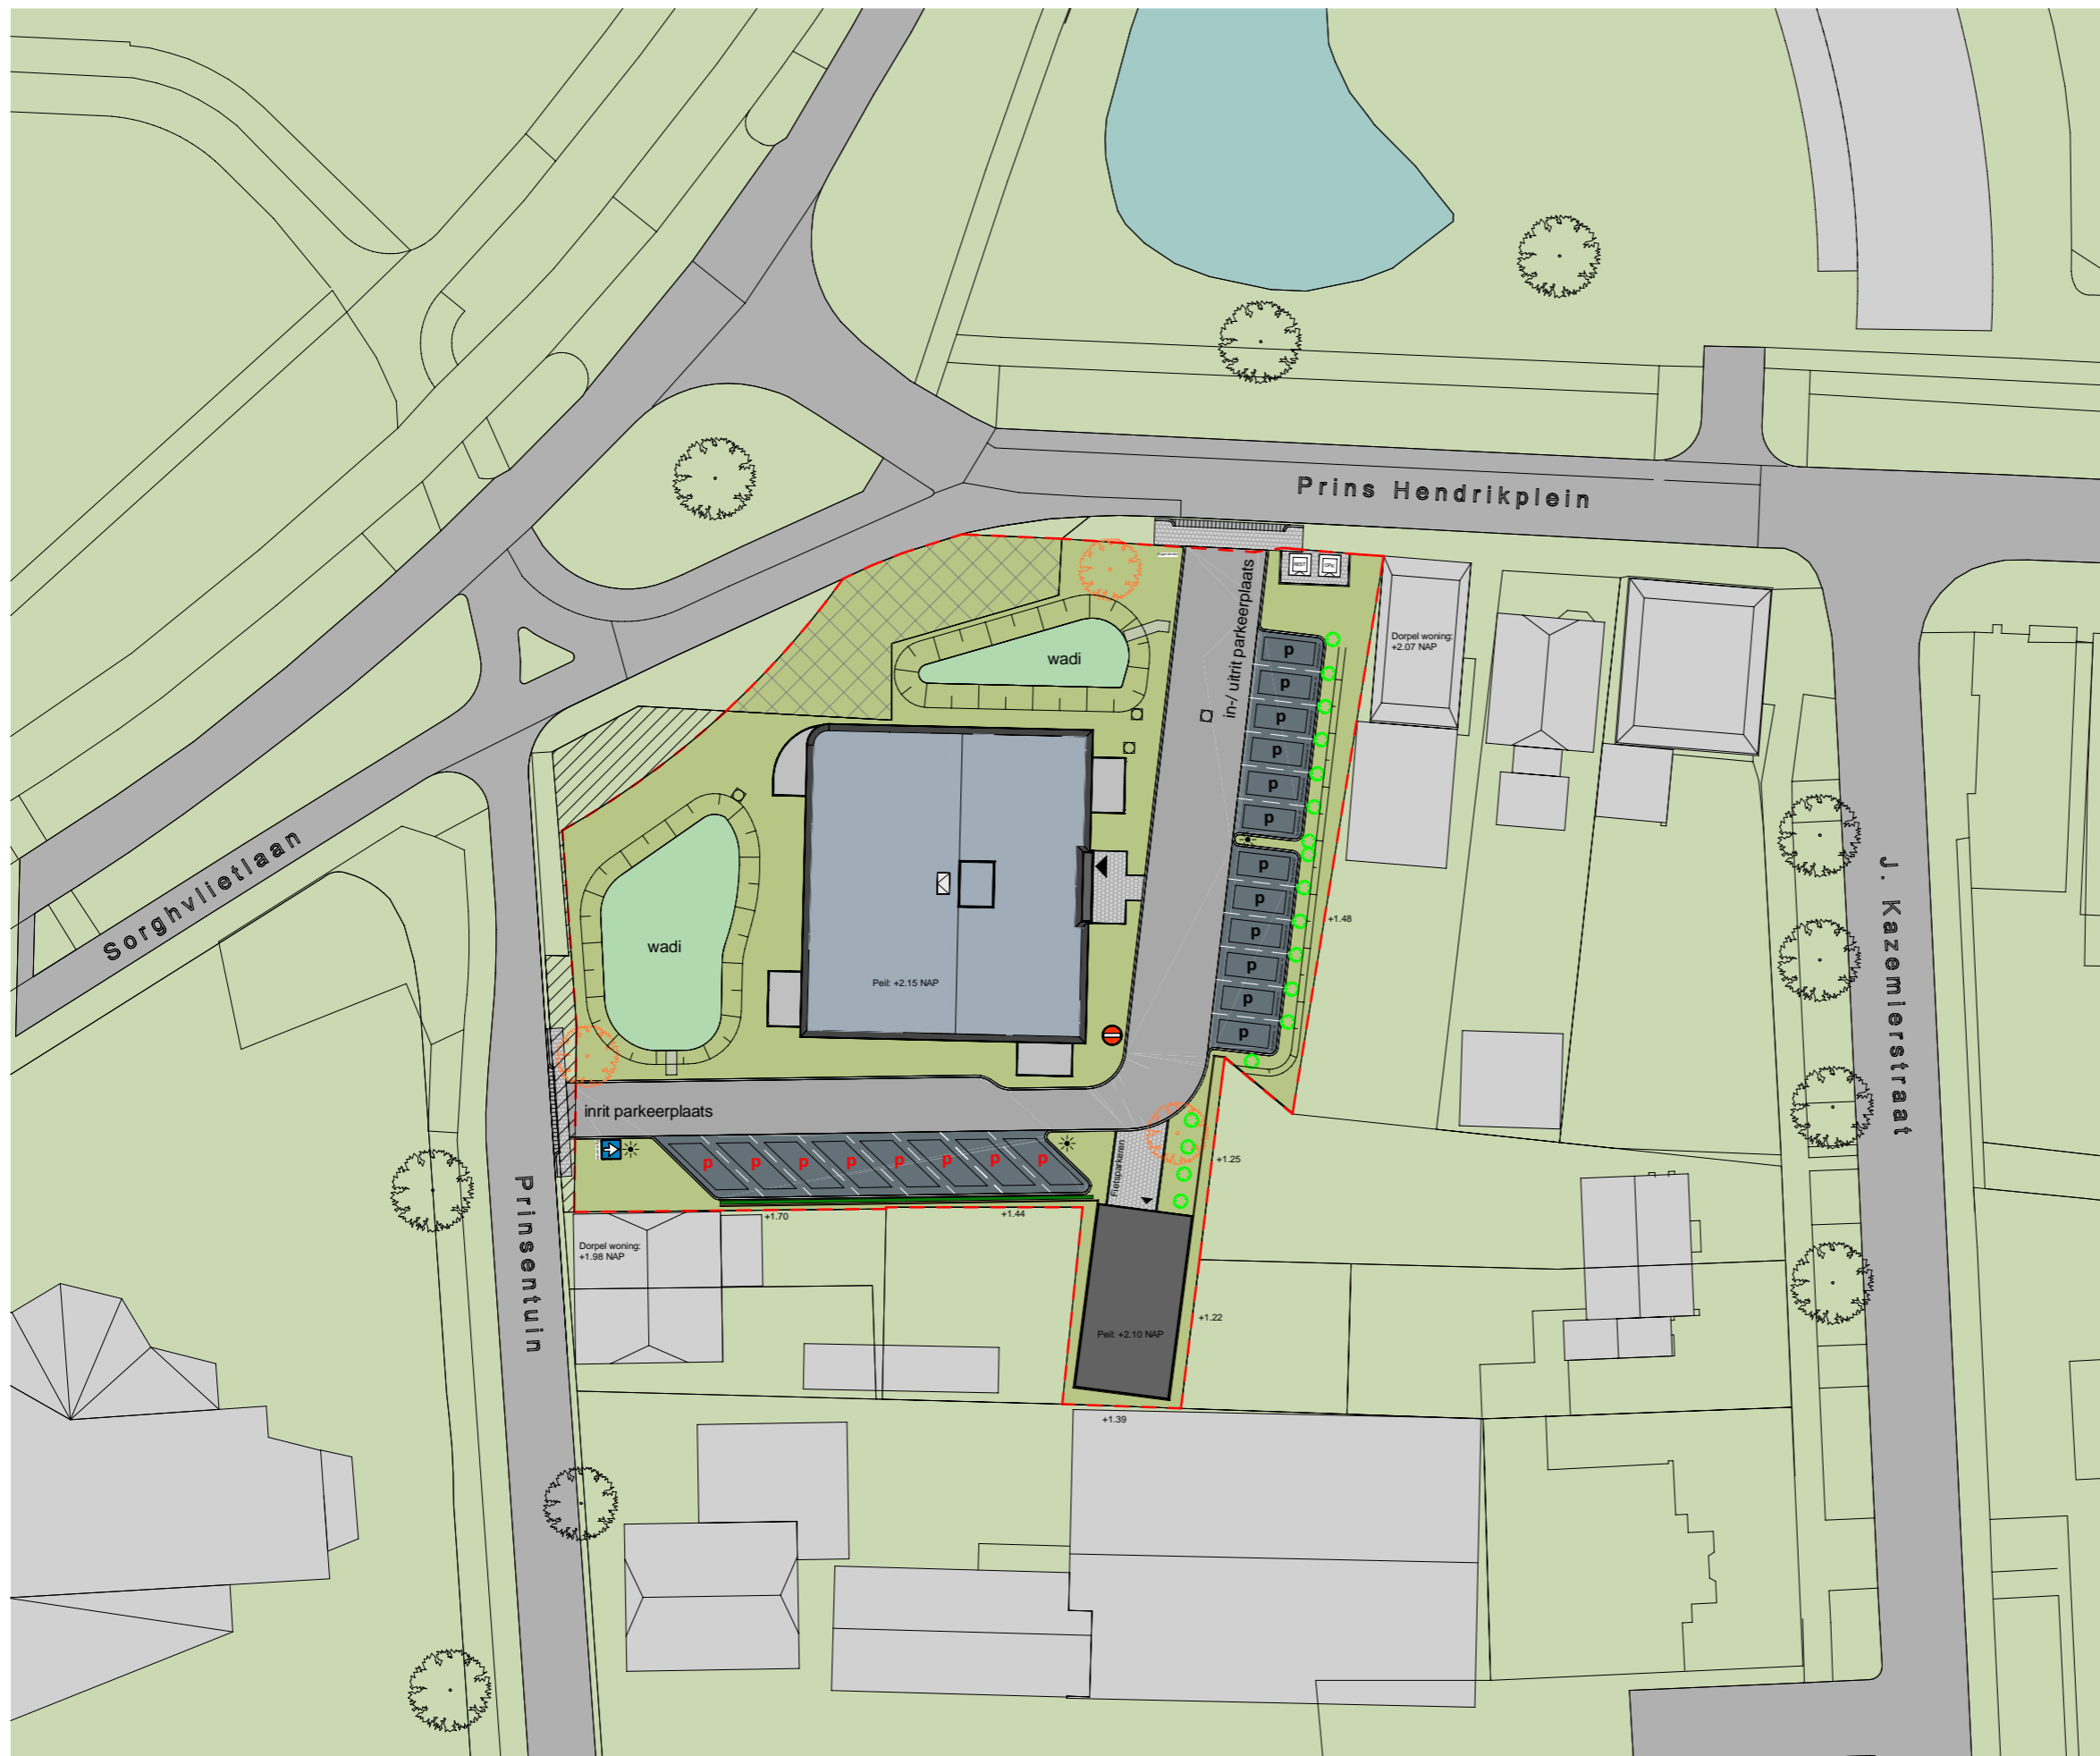 Prins Hendrikplein
in-/ uitrit parkeerplaats
REST
Dorpel woning:
+2.07 NAP
wadi
p
p
p
p
p
p
p
p
p
p
p
p
Sorghvlietlaan
J. Kazemierstraat
+1.48
wadi
Peil: +2.15 NAP
inrit parkeerplaats
p
p
p
p
p
p
p
p
Fietsparkeren
+1.25
Prinsentuin
+1.70
+1.44
Dorpel woning:
+1.98 NAP
+1.22
Peil: +2.10 NAP
+1.39